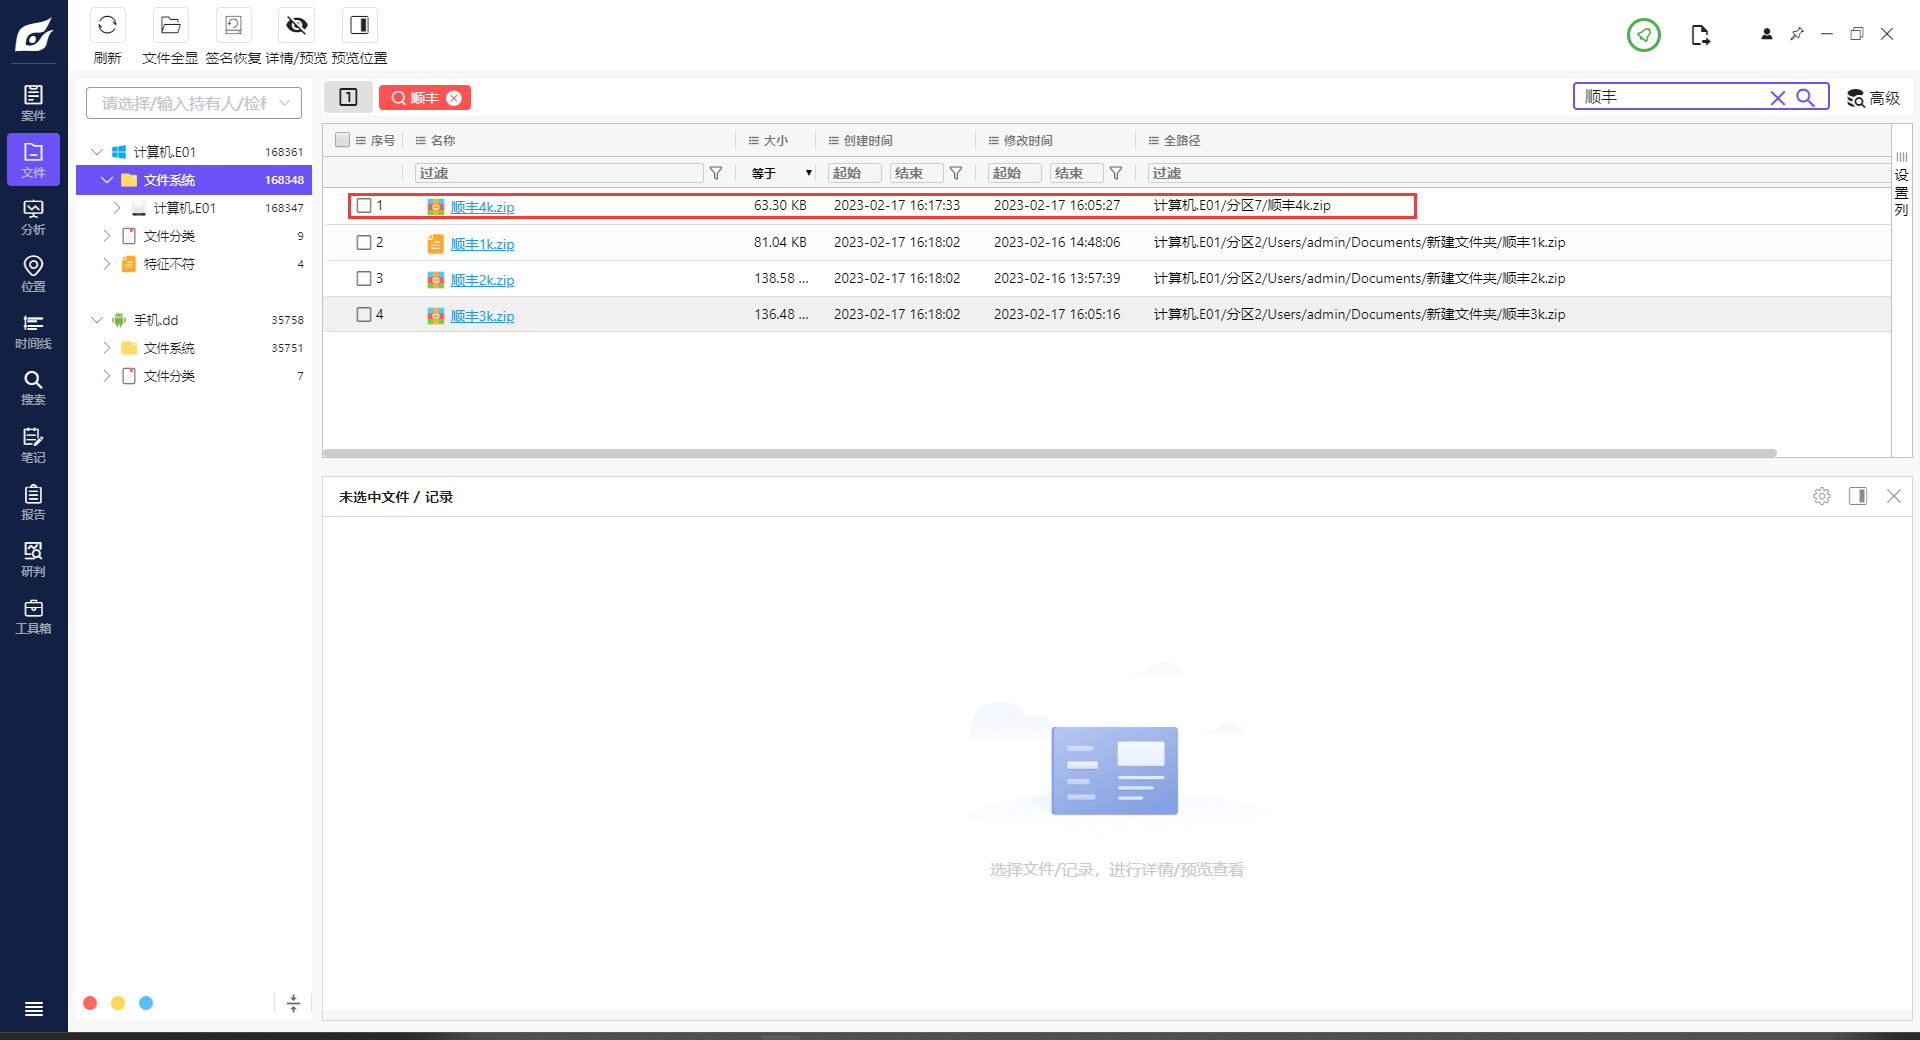 刷新 文件全显 签名恢复 详情/预览 预览位置
案件
文件
分析
位置
时间线
搜索
笔记
报告
研判
工具箱
请选择/输入持有人/检
计算机.E01 168361
文件系统 168348
计算机.E01 168347
文件分类 9
特征不符 4
手机.dd 35758
文件系统 35751
文件分类 7
1 顺丰
顺丰 高级
序号 名称 大小 创建时间 修改时间 全路径
过滤 等于 起始 结束 起始 结束 过滤
1 顺丰4k.zip 63.30 KB 2023-02-17 16:17:33 2023-02-17 16:05:27 计算机.E01/分区7/顺丰4k.zip
2 顺丰1k.zip 81.04 KB 2023-02-17 16:18:02 2023-02-16 14:48:06 计算机.E01/分区2/Users/admin/Documents/新建文件夹/顺丰1k.zip
3 顺丰2k.zip 138.58 ... 2023-02-17 16:18:02 2023-02-16 13:57:39 计算机.E01/分区2/Users/admin/Documents/新建文件夹/顺丰2k.zip
4 顺丰3k.zip 136.48 ... 2023-02-17 16:18:02 2023-02-17 16:05:16 计算机.E01/分区2/Users/admin/Documents/新建文件夹/顺丰3k.zip
设置列
未选中文件 / 记录
选择文件/记录，进行详情/预览查看